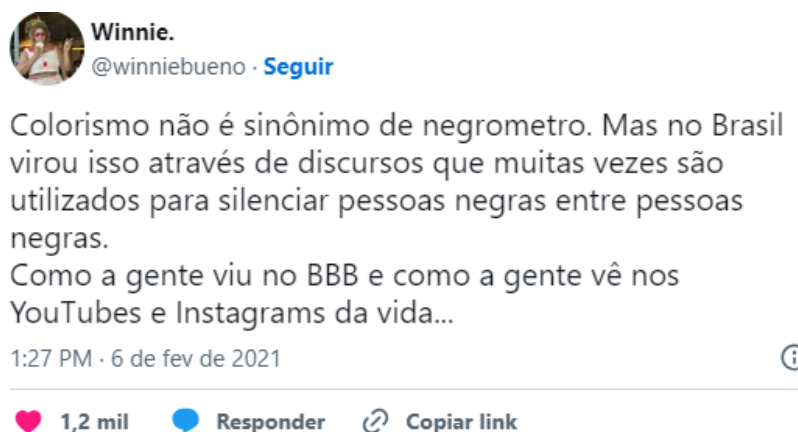 Winnie.
@winniebueno · Seguir
Colorismo não é sinônimo de negrometro. Mas no Brasil
virou isso através de discursos que muitas vezes são
utilizados para silenciar pessoas negras entre pessoas
negras.
Como a gente viu no BBB e como a gente vê nos
YouTubes e Instagrams da vida...
1:27 PM · 6 de fev de 2021
1,2 mil Responder Copiar link